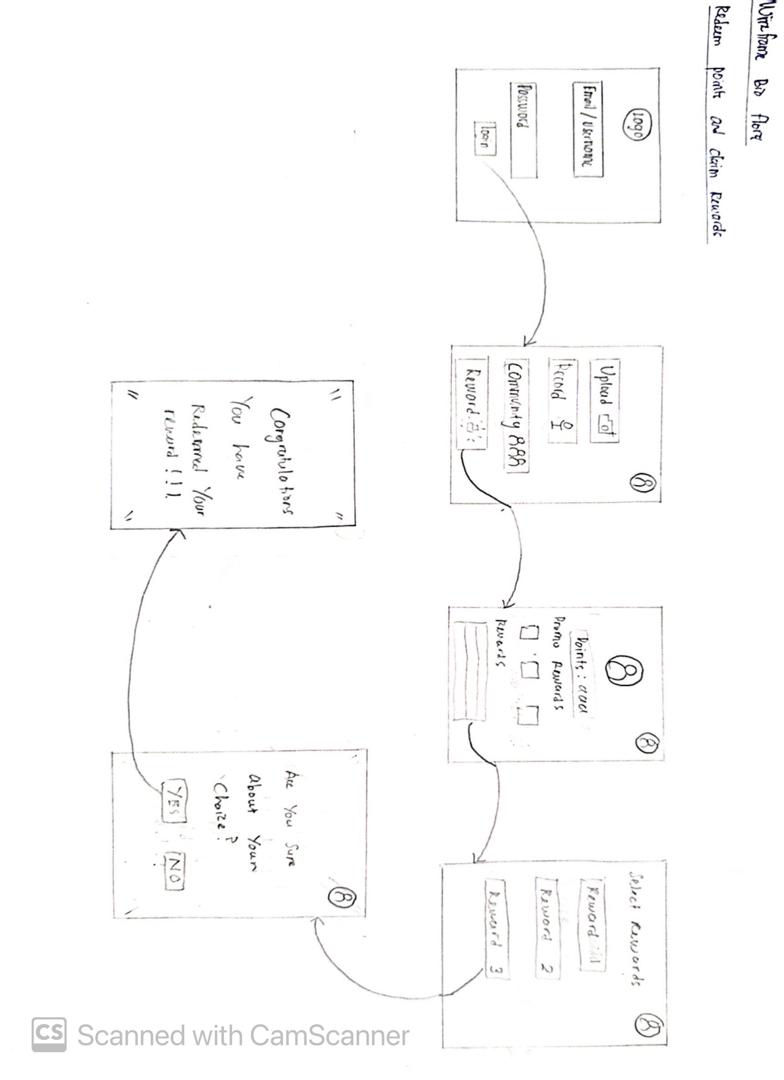 Wireframe Bio flora
Redeem points and claim Rewards
Logo
Email / Username
Password
login
Upload
Record
Community
Reward
Points : aaa
Promo Rewards
Rewards
Select Rewards
Reward
Reward 2
Reward 3
Are You Sure
About Your
Choize?
YES NO
Congratulations
You have
Redeemed Your
reward !!!
CS Scanned with CamScanner